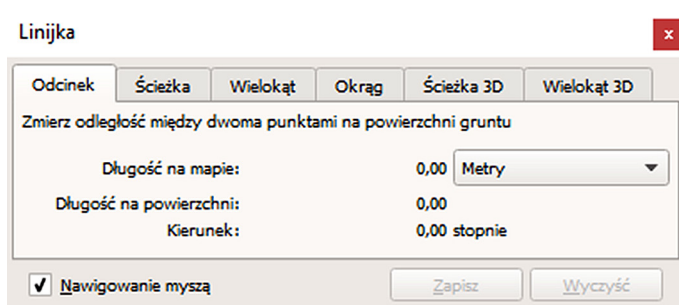 Linijka x
Odcinek Ścieżka Wielokąt Okrąg Ścieżka 3D Wielokąt 3D
Zmierz odległość między dwoma punktami na powierzchni gruntu
Długość na mapie: 0,00 Metry
Długość na powierzchni: 0,00
Kierunek: 0,00 stopnie
Nawigowanie myszą Zapisz Wyczyść